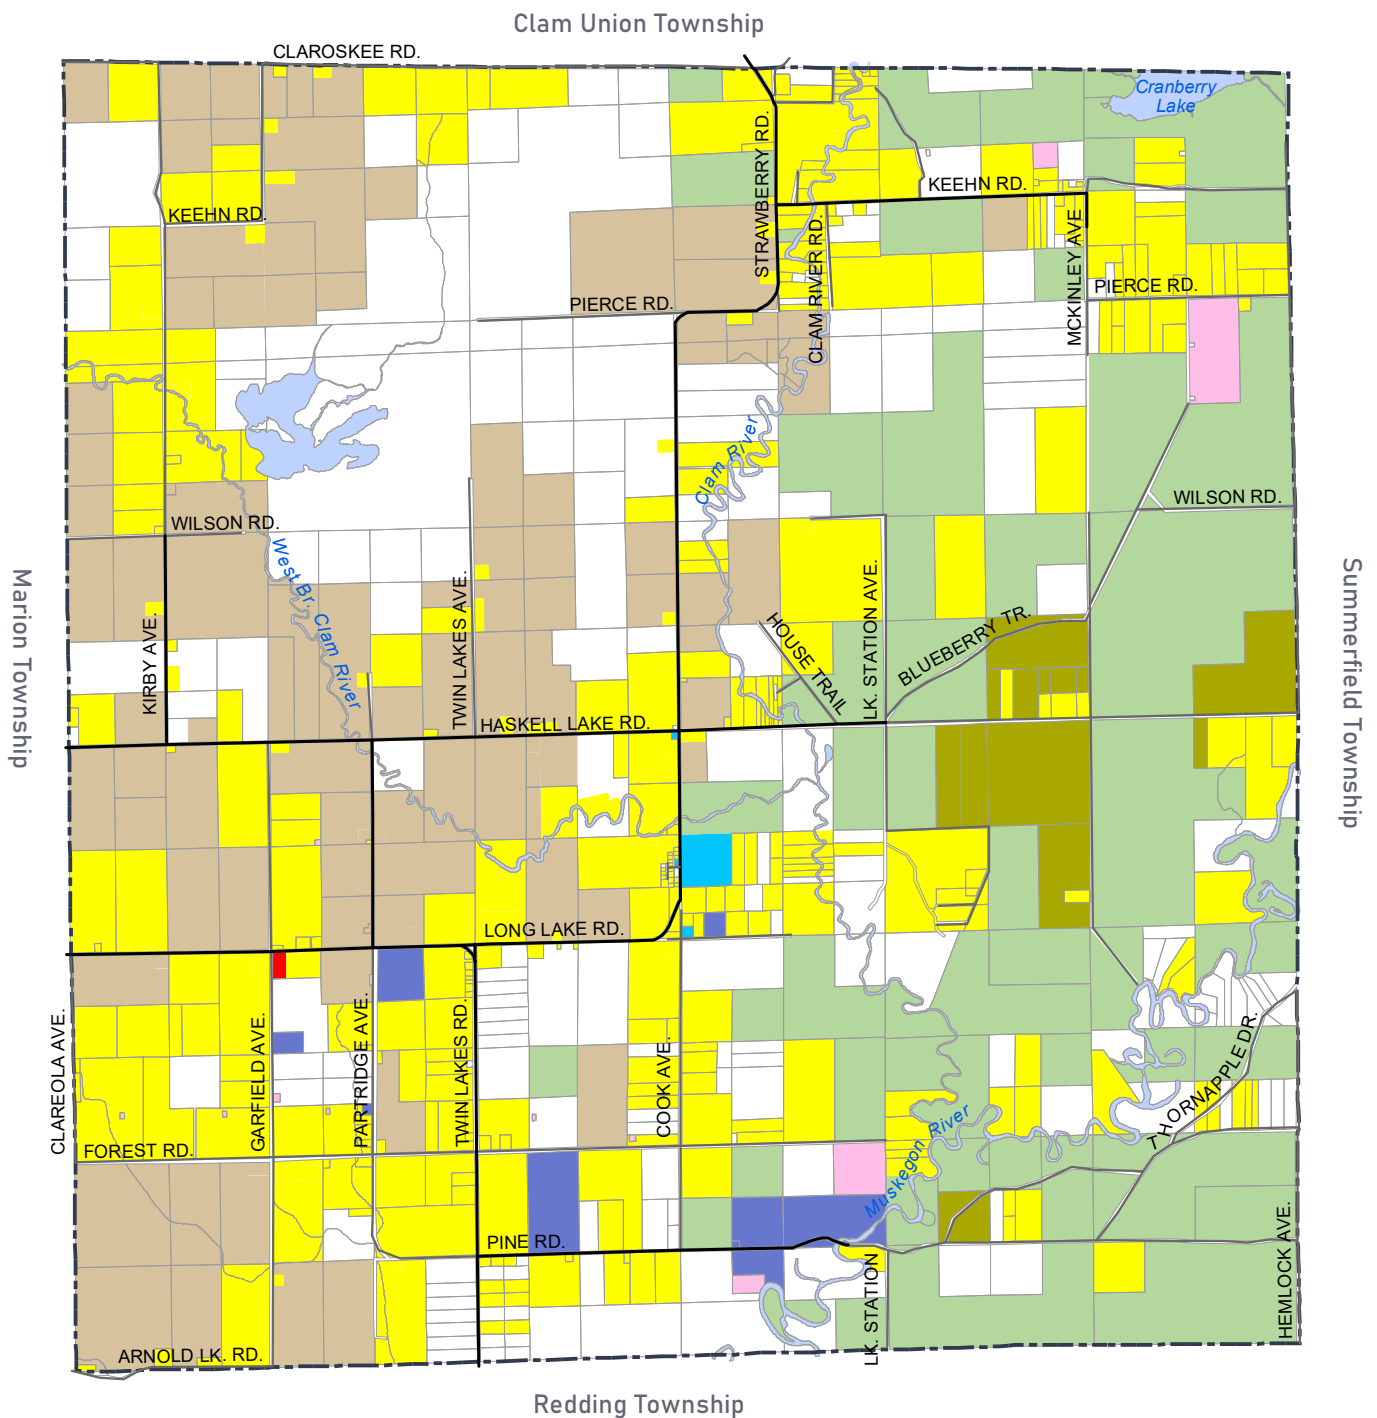 Clam Union Township
CLAROSKEE RD.
Cranberry
Lake
STRAWBERRY RD.
KEEHN RD.
KEEHN RD.
CLAM RIVER RD.
MCKINLEY AVE
PIERCE RD.
PIERCE RD.
Clam River
WILSON RD.
WILSON RD.
West Br. Clam River
Marion Township
Summerfield Township
KIRBY AVE.
TWIN LAKES AVE.
HOUSE TRAIL
LK. STATION AVE.
BLUEBERRY TR.
HASKELL LAKE RD.
LONG LAKE RD.
CLAREOLA AVE.
GARFIELD AVE.
PARTRIDGE AVE.
TWIN LAKES RD.
COOK AVE.
THORNAPPLE DR.
Muskegon River
FOREST RD.
PINE RD.
LK. STATION
HEMLOCK AVE.
ARNOLD LK. RD.
Redding Township